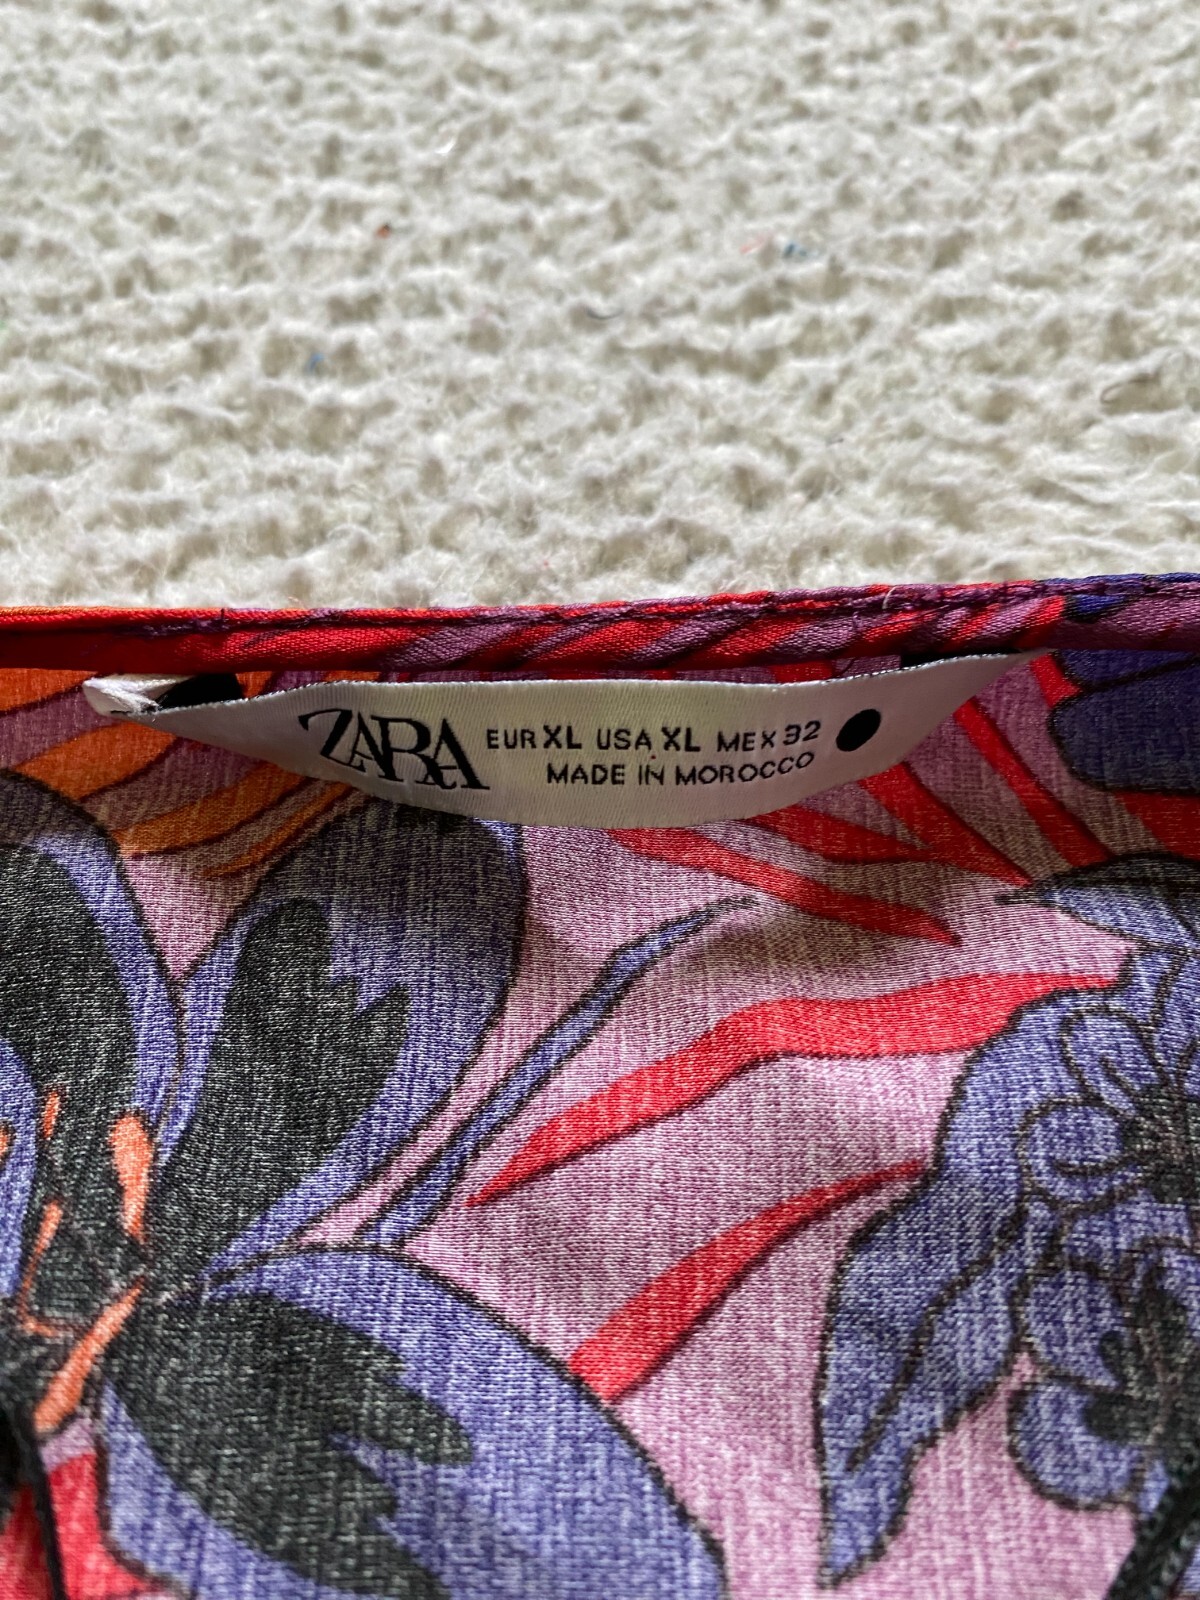 ZARA EUR XL USA XL MEX 32
MADE IN MOROCCO